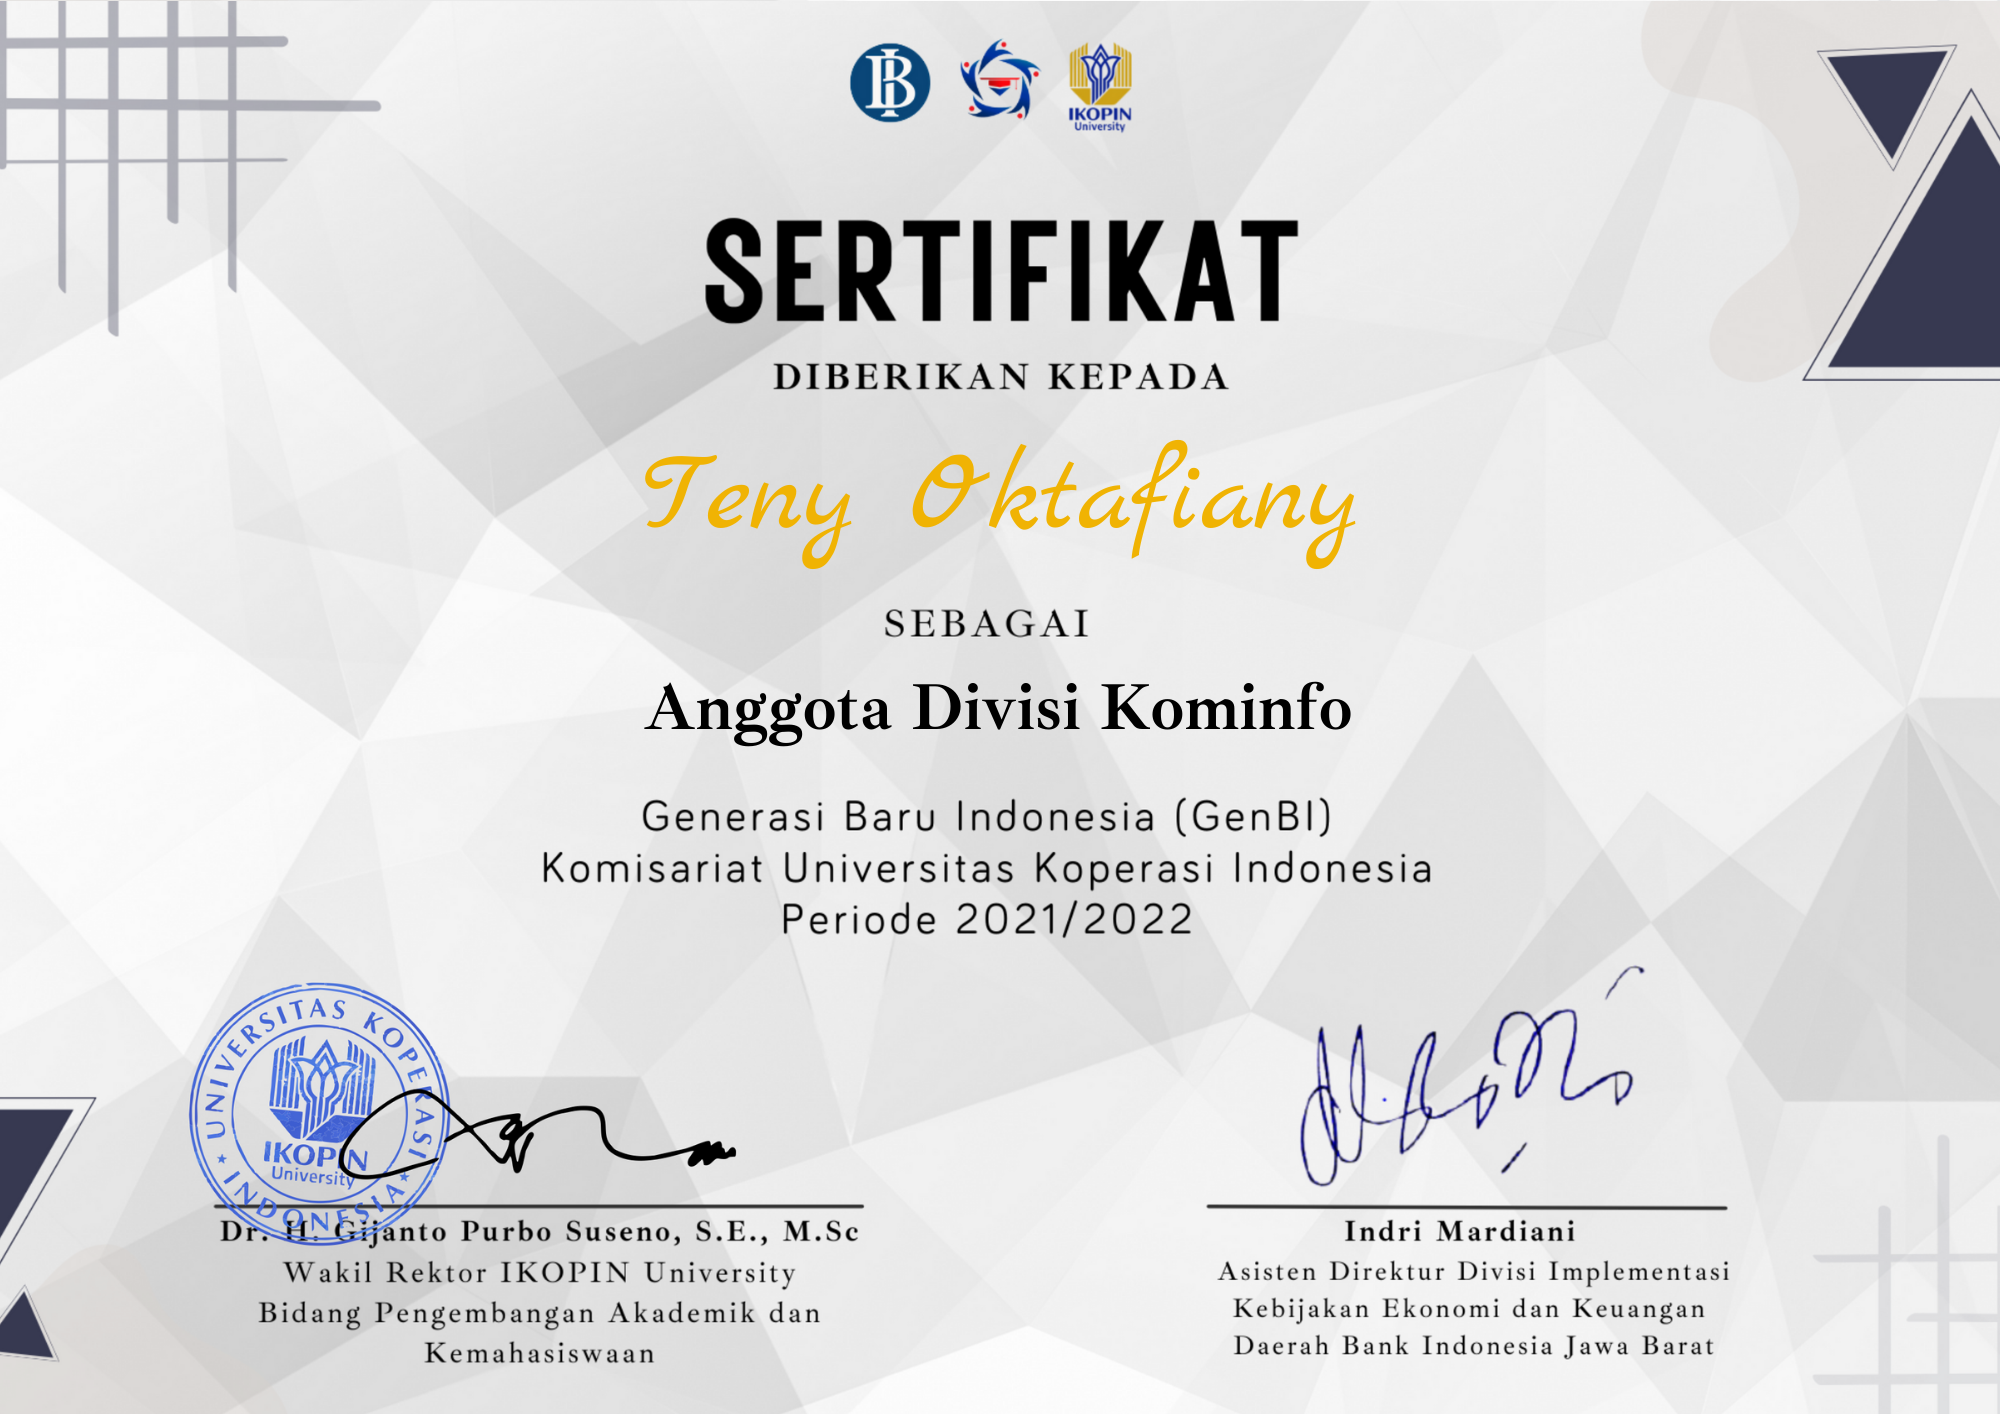 IKOPIN
University
SERTIFIKAT
DIBERIKAN KEPADA
Teny Oktafiany
SEBAGAI
Anggota Divisi Kominfo
Generasi Baru Indonesia (GenBI)
Komisariat Universitas Koperasi Indonesia
Periode 2021/2022
UNIVERSITAS KOPERASI
IKOPIN
University
★ INDONESIA ★
Dr. H. Gijanto Purbo Suseno, S.E., M.Sc
Wakil Rektor IKOPIN University
Bidang Pengembangan Akademik dan
Kemahasiswaan
Indri Mardiani
Asisten Direktur Divisi Implementasi
Kebijakan Ekonomi dan Keuangan
Daerah Bank Indonesia Jawa Barat